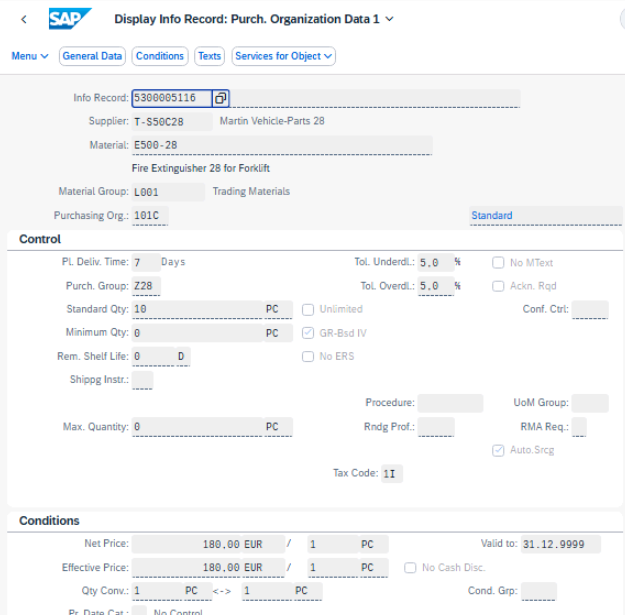 SAP Display Info Record: Purch. Organization Data 1
Menu General Data Conditions Texts Services for Object
Info Record: 5300005116
Supplier: T-S50C28 Martin Vehicle-Parts 28
Material: E500-28
Fire Extinguisher 28 for Forklift
Material Group: L001 Trading Materials
Purchasing Org.: 101C Standard
Control
Pl. Deliv. Time: 7 Days Tol. Underdl.: 5,0 % No MText
Purch. Group: Z28 Tol. Overdl.: 5,0 % Ackn. Rqd
Standard Qty: 10 PC Unlimited Conf. Ctrl:
Minimum Qty: 0 PC GR-Bsd IV
Rem. Shelf Life: 0 D No ERS
Shippg Instr.:
Procedure: UoM Group:
Max. Quantity: 0 PC Rndg Prof.: RMA Req.:
Auto.Srcg
Tax Code: 1I
Conditions
Net Price: 180,00 EUR / 1 PC Valid to: 31.12.9999
Effective Price: 180,00 EUR / 1 PC No Cash Disc.
Qty Conv.: 1 PC <-> 1 PC Cond. Grp:
Pr. Date Cat.: No Control